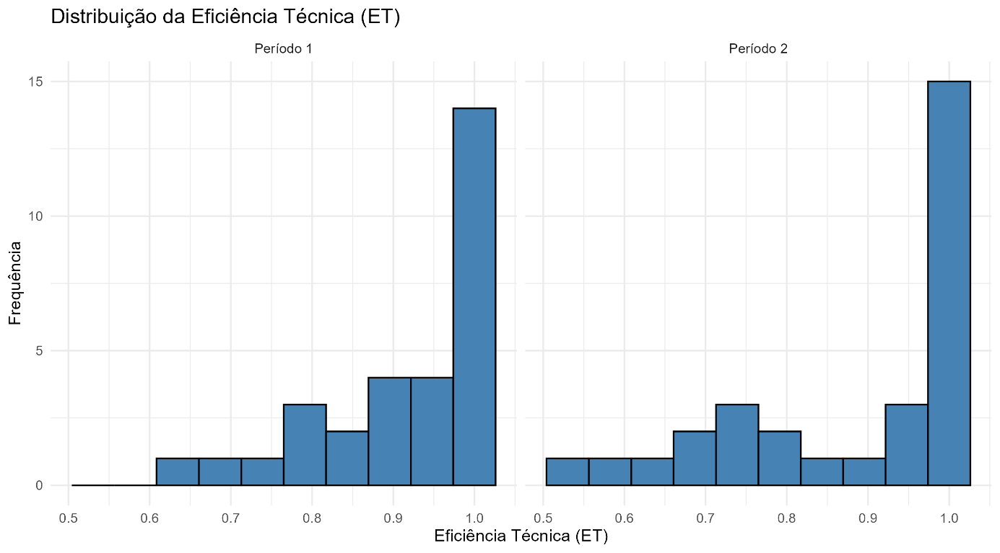 Distribuição da Eficiência Técnica (ET)
Período 1
Período 2
Frequência
15
10
5
0
0.5 0.6 0.7 0.8 0.9 1.0
0.5 0.6 0.7 0.8 0.9 1.0
Eficiência Técnica (ET)